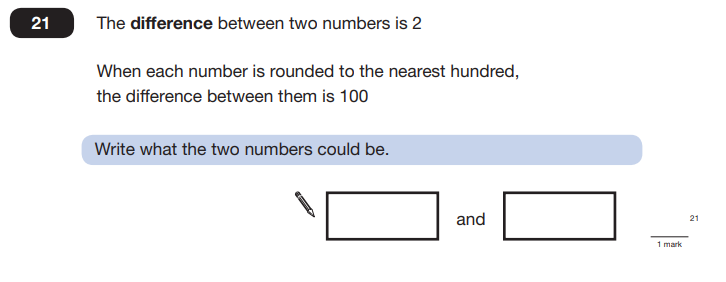 21
The difference between two numbers is 2
When each number is rounded to the nearest hundred,
the difference between them is 100
Write what the two numbers could be.
and
21
1 mark